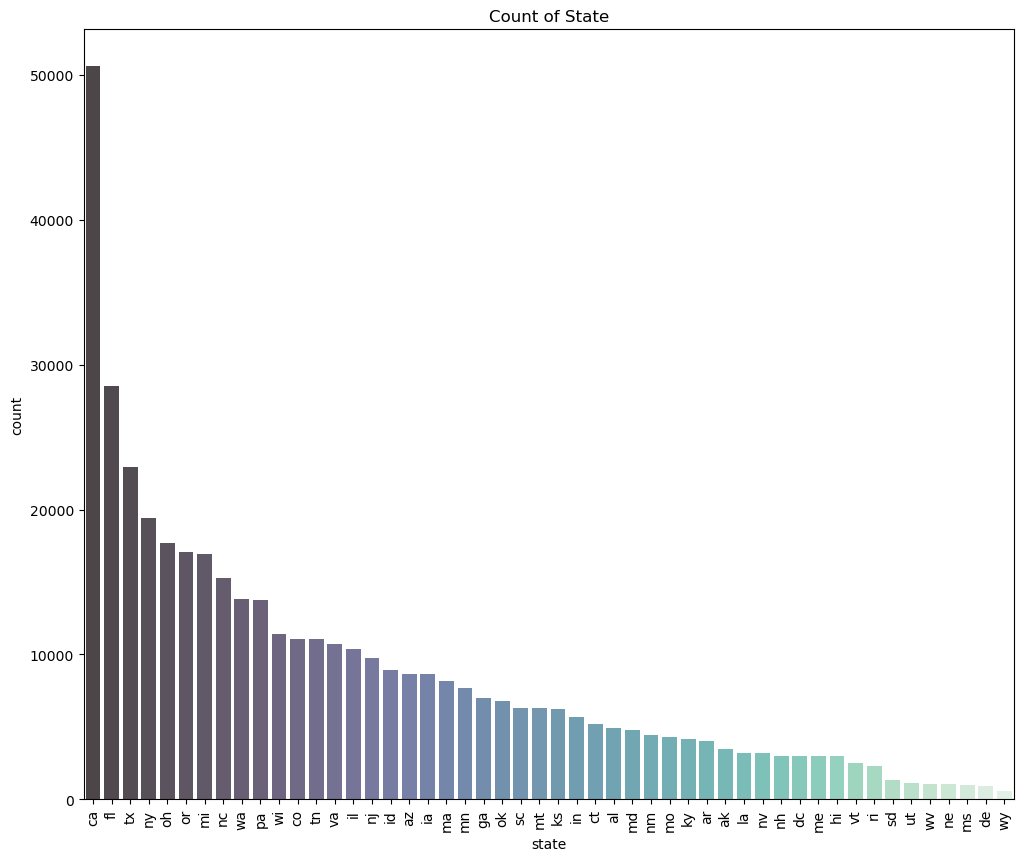 Count of State
50000
40000
30000
20000
10000
0
count
ca fl tx ny oh or mi nc wa pa wi co tn va il nj id az ia ma mn ga ok sc mt ks in ct al md nm mo ky ar ak la nv nh dc me hi vt ri sd ut wv ne ms de wy
state